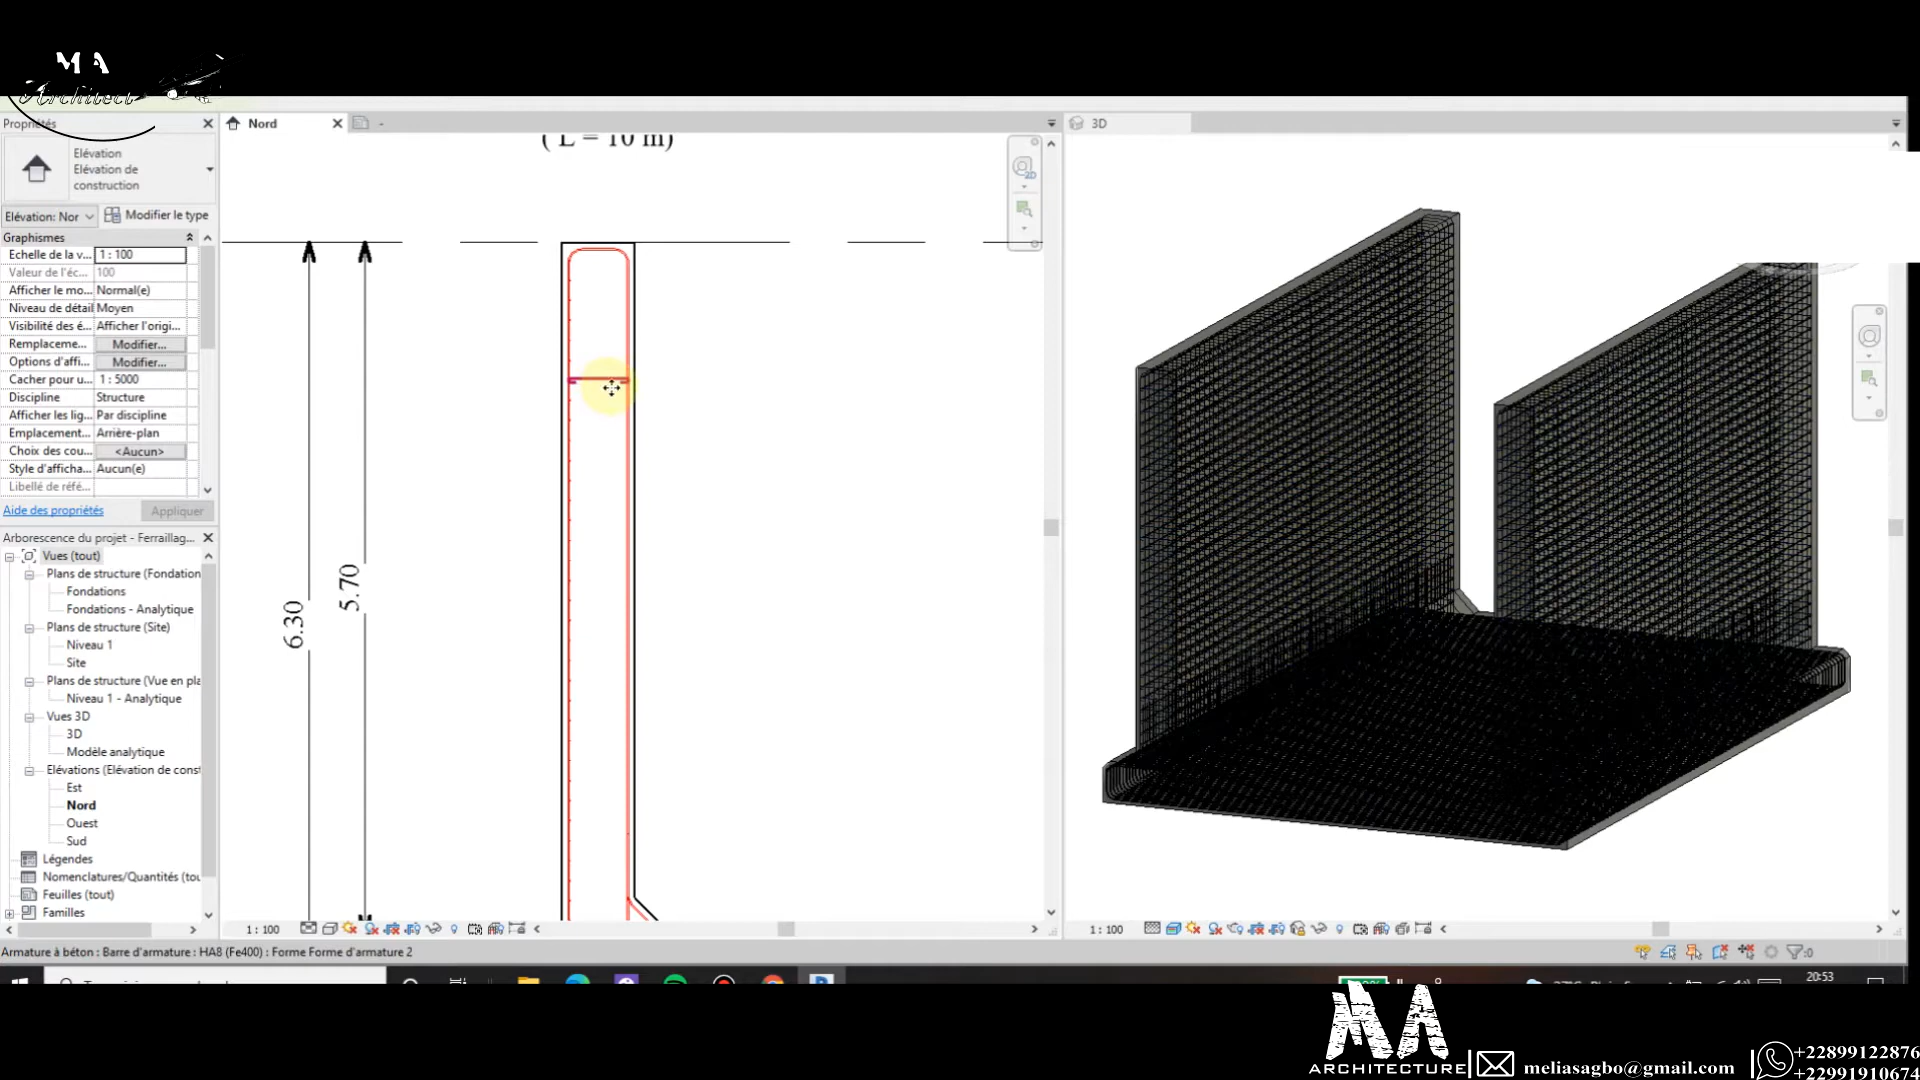 MA
Architect
Propriétés
Nord
-
3D
Elévation
Elévation de
construction
( L = 10 m)
2D
Elévation: Nor
Modifier le type
Graphismes
Echelle de la v... 1 : 100
Valeur de l'éc... 100
Afficher le mo... Normal(e)
Niveau de détail Moyen
Visibilité des é... Afficher l'origi...
Remplaceme... Modifier...
Options d'affi... Modifier...
Cacher pour u... 1 : 5000
Discipline Structure
Afficher les lig... Par discipline
Emplacement... Arrière-plan
Choix des cou... <Aucun>
Style d'afficha... Aucun(e)
Libellé de réfé...
Aide des propriétés
Appliquer
Arborescence du projet - Ferraillag...
Vues (tout)
Plans de structure (Fondation
Fondations
Fondations - Analytique
Plans de structure (Site)
Niveau 1
Site
Plans de structure (Vue en pla
Niveau 1 - Analytique
Vues 3D
3D
Modèle analytique
Elévations (Elévation de const
Est
Nord
Ouest
Sud
Légendes
Nomenclatures/Quantités (tou
Feuilles (tout)
Familles
6.30
5.70
1 : 100
1 : 100
Armature à béton : Barre d'armature : HA8 (Fe400) : Forme Forme d'armature 2
:0
20:53
MA
ARCHITECTURE
meliasagbo@gmail.com
+22899122876
+22991910674